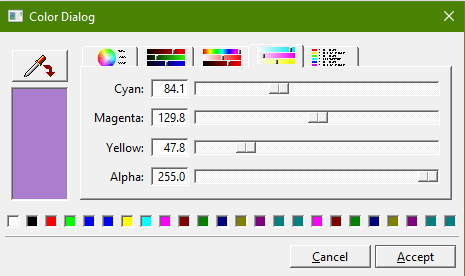 Color Dialog
Cyan: 84.1
Magenta: 129.8
Yellow: 47.8
Alpha: 255.0
Cancel Accept